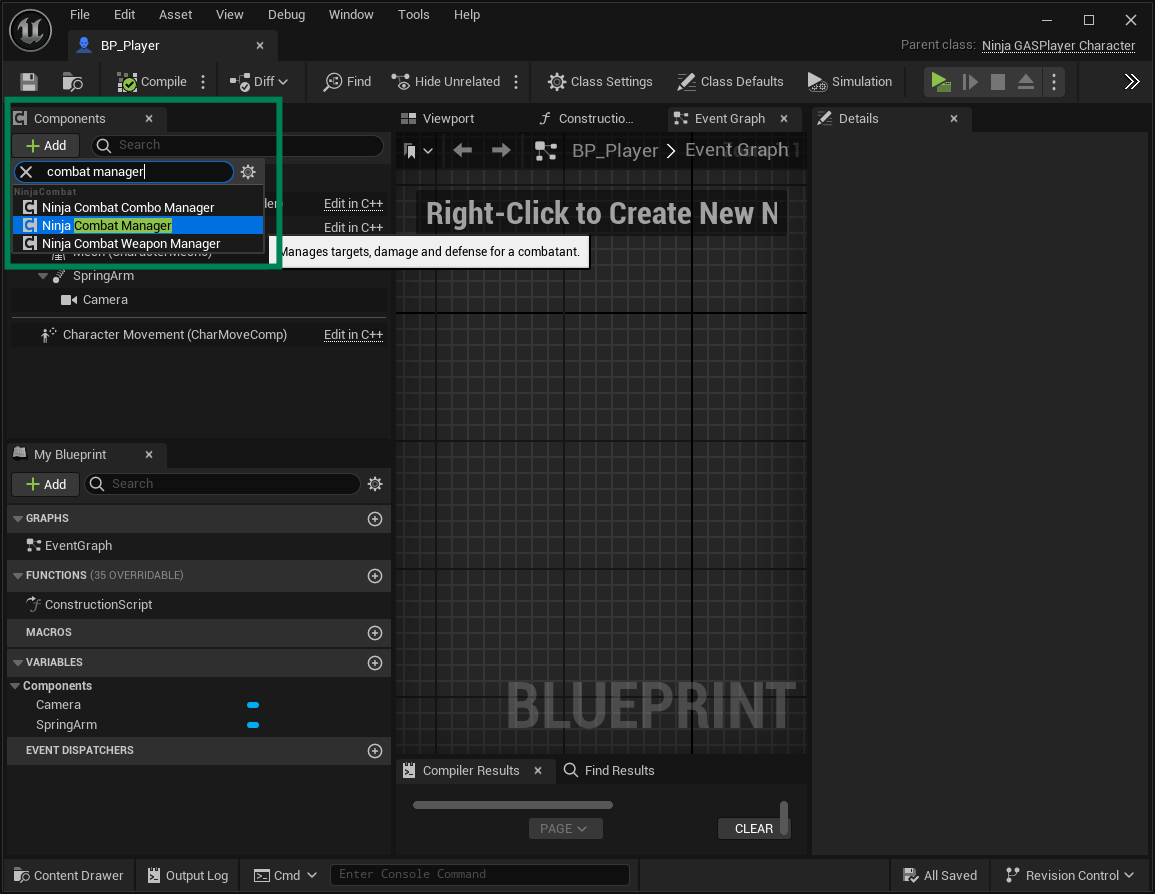 File Edit Asset View Debug Window Tools Help
BP_Player
Parent class: Ninja GASPlayer Character
Compile Diff Find Hide Unrelated Class Settings Class Defaults Simulation
Components Viewport Constructio... Event Graph Details
Add Search
BP_Player > Event Graph
combat manager
NinjaCombat
Ninja Combat Combo Manager
Edit in C++
Right-Click to Create New N
Ninja Combat Manager
Edit in C++
Ninja Combat Weapon Manager
Manages targets, damage and defense for a combatant.
SpringArm
Camera
Character Movement (CharMoveComp) Edit in C++
My Blueprint
Add Search
GRAPHS
EventGraph
FUNCTIONS (35 OVERRIDABLE)
ConstructionScript
MACROS
VARIABLES
Components
Camera
SpringArm
BLUEPRINT
EVENT DISPATCHERS
Compiler Results Find Results
PAGE CLEAR
Content Drawer Output Log Cmd Enter Console Command All Saved Revision Control